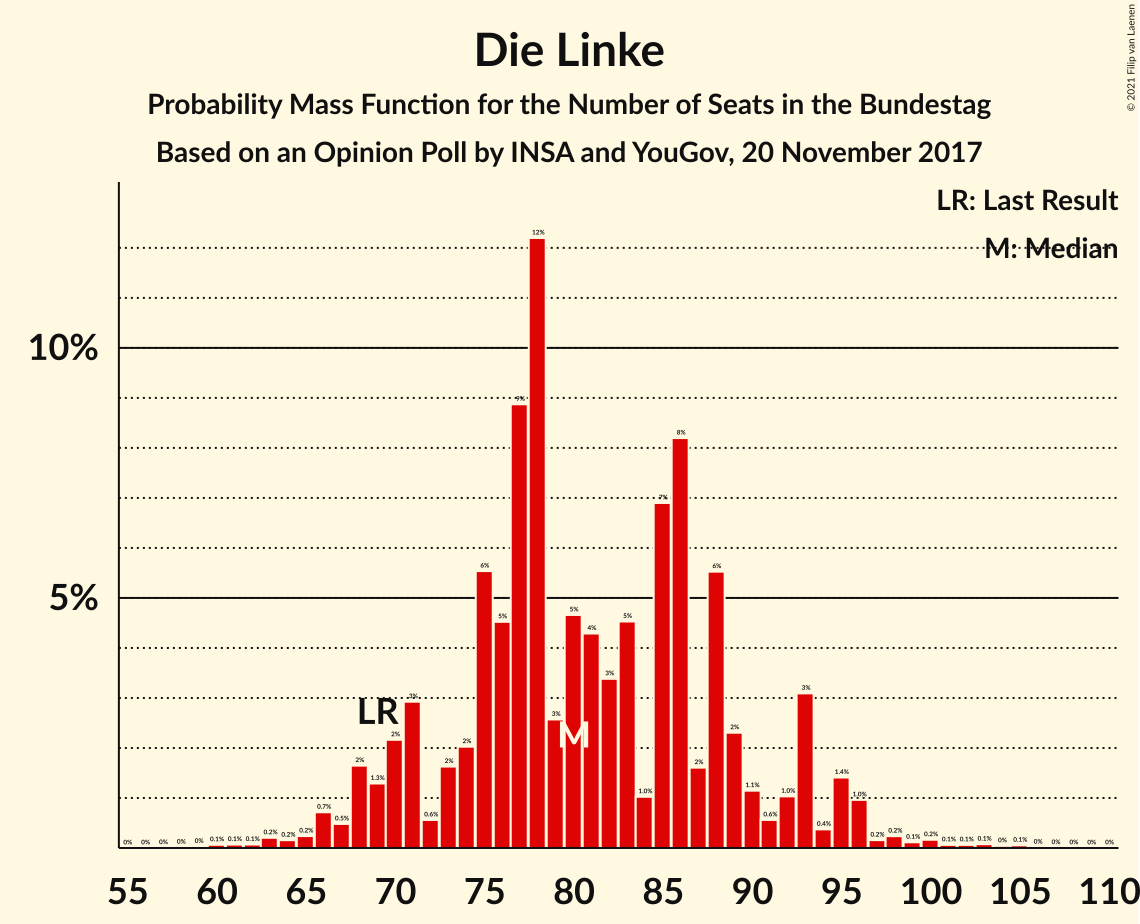 © 2021 Filip van Laenen
Die Linke
Probability Mass Function for the Number of Seats in the Bundestag
Based on an Opinion Poll by INSA and YouGov, 20 November 2017
LR: Last Result
M: Median
10%
5%
LR
M
0% 0% 0% 0% 0% 0.1% 0.1% 0.1% 0.2% 0.2% 0.2% 0.7% 0.5% 2% 1.3% 2% 3% 0.6% 2% 2% 6% 5% 9% 12% 3% 5% 4% 3% 5% 1.0% 7% 8% 2% 6% 2% 1.1% 0.6% 1.0% 3% 0.4% 1.4% 1.0% 0.2% 0.2% 0.1% 0.2% 0.1% 0.1% 0.1% 0% 0.1% 0% 0% 0% 0% 0%
55 60 65 70 75 80 85 90 95 100 105 110